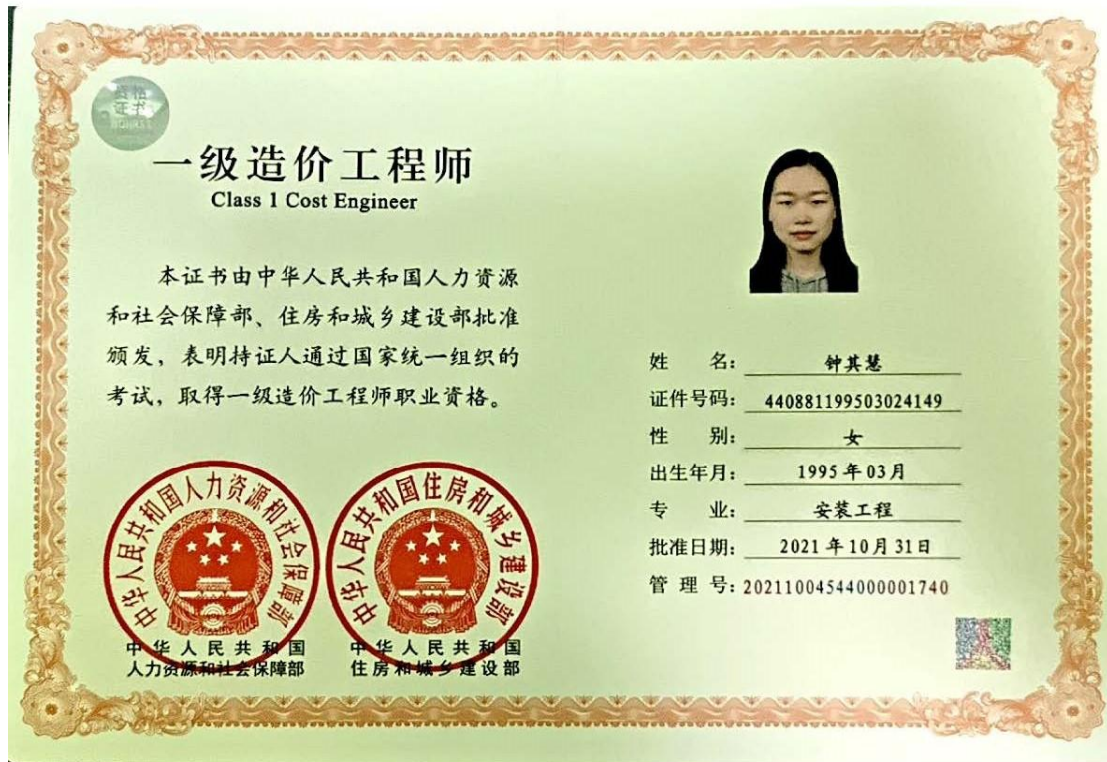 资格
证书
一级造价工程师
Class 1 Cost Engineer
本证书由中华人民共和国人力资源
和社会保障部、住房和城乡建设部批准
颁发，表明持证人通过国家统一组织的
考试，取得一级造价工程师职业资格。
中华人民共和国人力资源和社会保障部
中华人民共和国住房和城乡建设部
中华人民共和国
人力资源和社会保障部
中华人民共和国
住房和城乡建设部
姓 名：钟其慧
证件号码：440881199503024149
性 别：女
出生年月：1995年03月
专 业：安装工程
批准日期：2021年10月31日
管 理 号：20211004544000001740